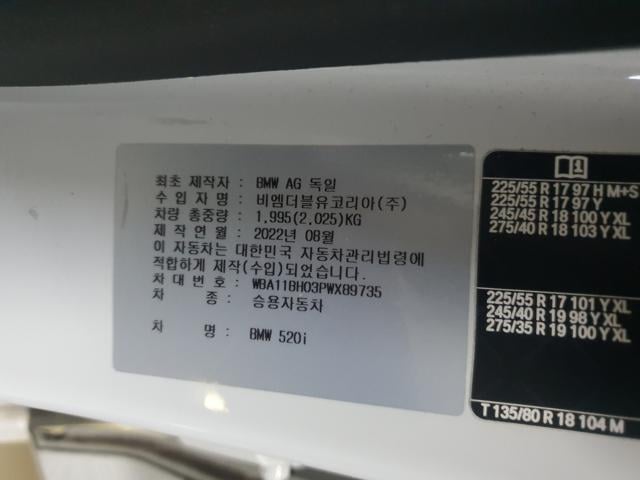 최초 제작자 : BMW AG 독일
수 입 자 명 : 비엠더블유코리아(주)
차량 총중량 : 1,995(2,025)KG
제 작 연 월 : 2022년 08월
이 자동차는 대한민국 자동차관리법령에
적합하게 제작(수입)되었습니다.
차 대 번 호 : WBA11BH03PWX89735
차 종 : 승용자동차
차 명 : BMW 520i
225/55 R 17 97 H M+S
225/55 R 17 97 Y
245/45 R 18 100 Y XL
275/40 R 18 103 Y XL
225/55 R 17 101 Y XL
245/40 R 19 98 Y XL
275/35 R 19 100 Y XL
T 135/80 R 18 104 M